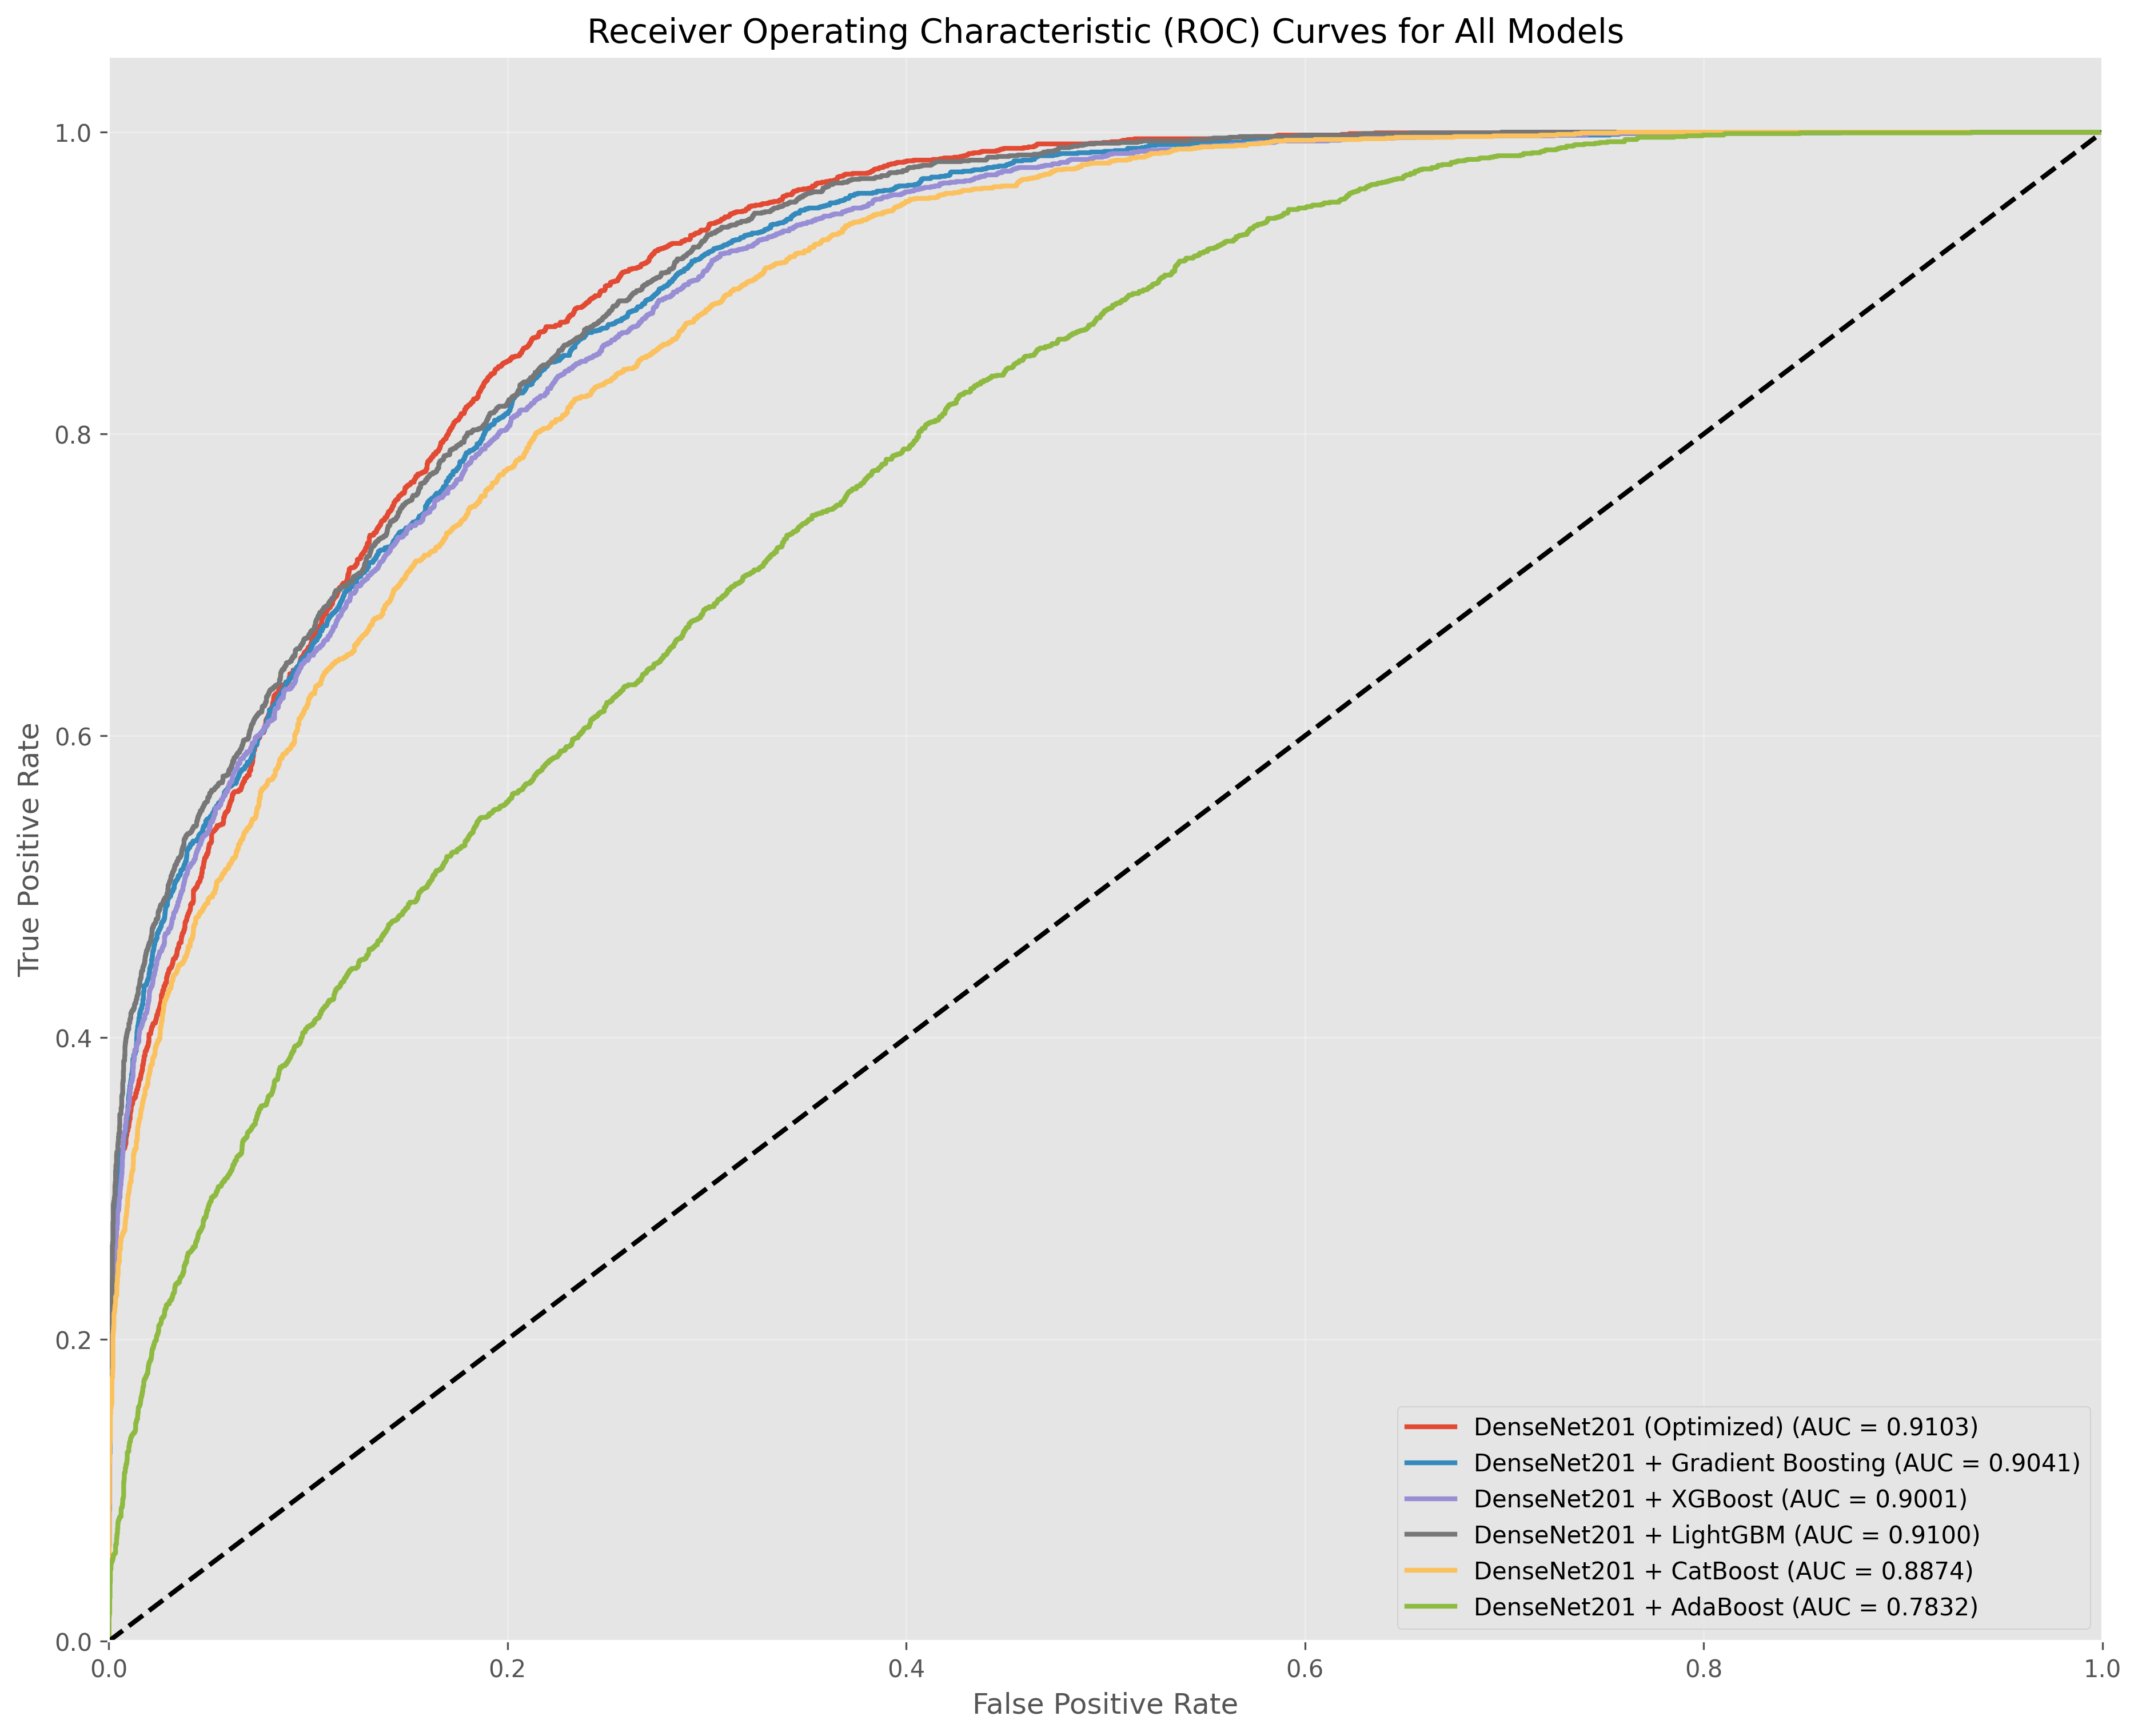 Receiver Operating Characteristic (ROC) Curves for All Models
True Positive Rate
1.0
0.8
0.6
0.4
0.2
0.0
0.0
0.2
0.4
0.6
0.8
1.0
False Positive Rate
DenseNet201 (Optimized) (AUC = 0.9103)
DenseNet201 + Gradient Boosting (AUC = 0.9041)
DenseNet201 + XGBoost (AUC = 0.9001)
DenseNet201 + LightGBM (AUC = 0.9100)
DenseNet201 + CatBoost (AUC = 0.8874)
DenseNet201 + AdaBoost (AUC = 0.7832)